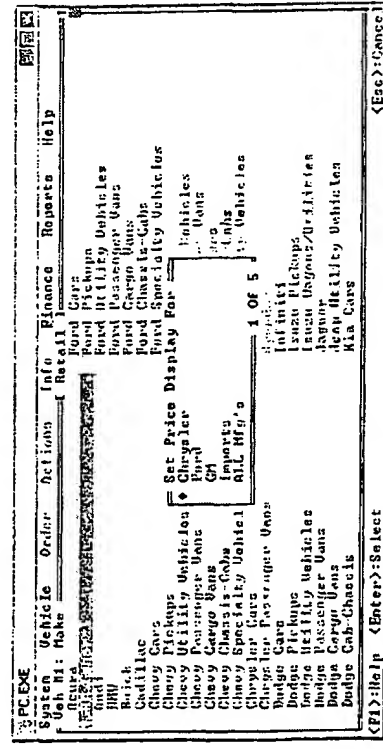 PC.EXE
System Vehicle Order Actions Info Finance Reports Help
Veh #1: Make
[ Retail ]
Acura
Audi
BMW
Buick
Cadillac
Chevy Cars
Chevy Pickups
Chevy Utility Vehicles
Chevy Passenger Vans
Chevy Cargo Vans
Chevy Chassis-Cabs
Chevy Specialty Vehicl
Chrysler Cars
Chrysler Passenger Vans
Dodge Cars
Dodge Pickups
Dodge Utility Vehicles
Dodge Passenger Vans
Dodge Cargo Vans
Dodge Cab-Chassis
Ford Cars
Ford Pickups
Ford Utility Vehicles
Ford Passenger Vans
Ford Cargo Vans
Ford Chassis-Cabs
Ford Specialty Vehicles
Vehicles
Vans
Vehicles
Infiniti
Isuzu Pickups
Isuzu Wagons/Utilities
Jaguar
Jeep Utility Vehicles
Kia Cars
Set Price Display For
♦ Chrysler
Ford
GM
Imports
ALL Mfg's
1 OF 5
<F1>:Help <Enter>:Select <Esc>:Cancel